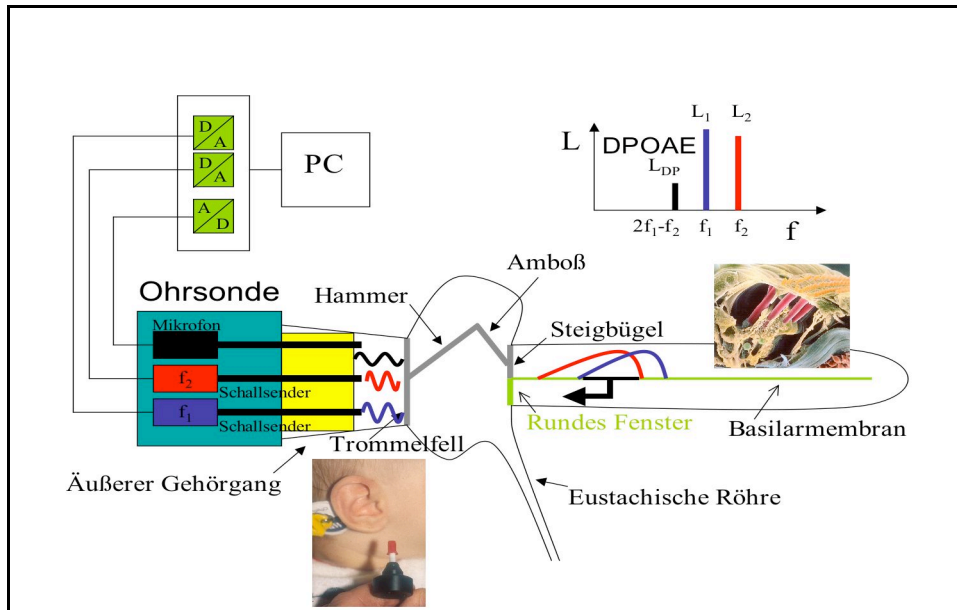 D
A
D
A
A
D
PC
L
DPOAE
L₁
L₂
L_DP
2f₁-f₂
f₁
f₂
f
Amboß
Hammer
Ohrsonde
Mikrofon
Steigbügel
f₂
Schallsender
f₁
Schallsender
Rundes Fenster
Basilarmembran
Trommelfell
Äußerer Gehörgang
Eustachische Röhre